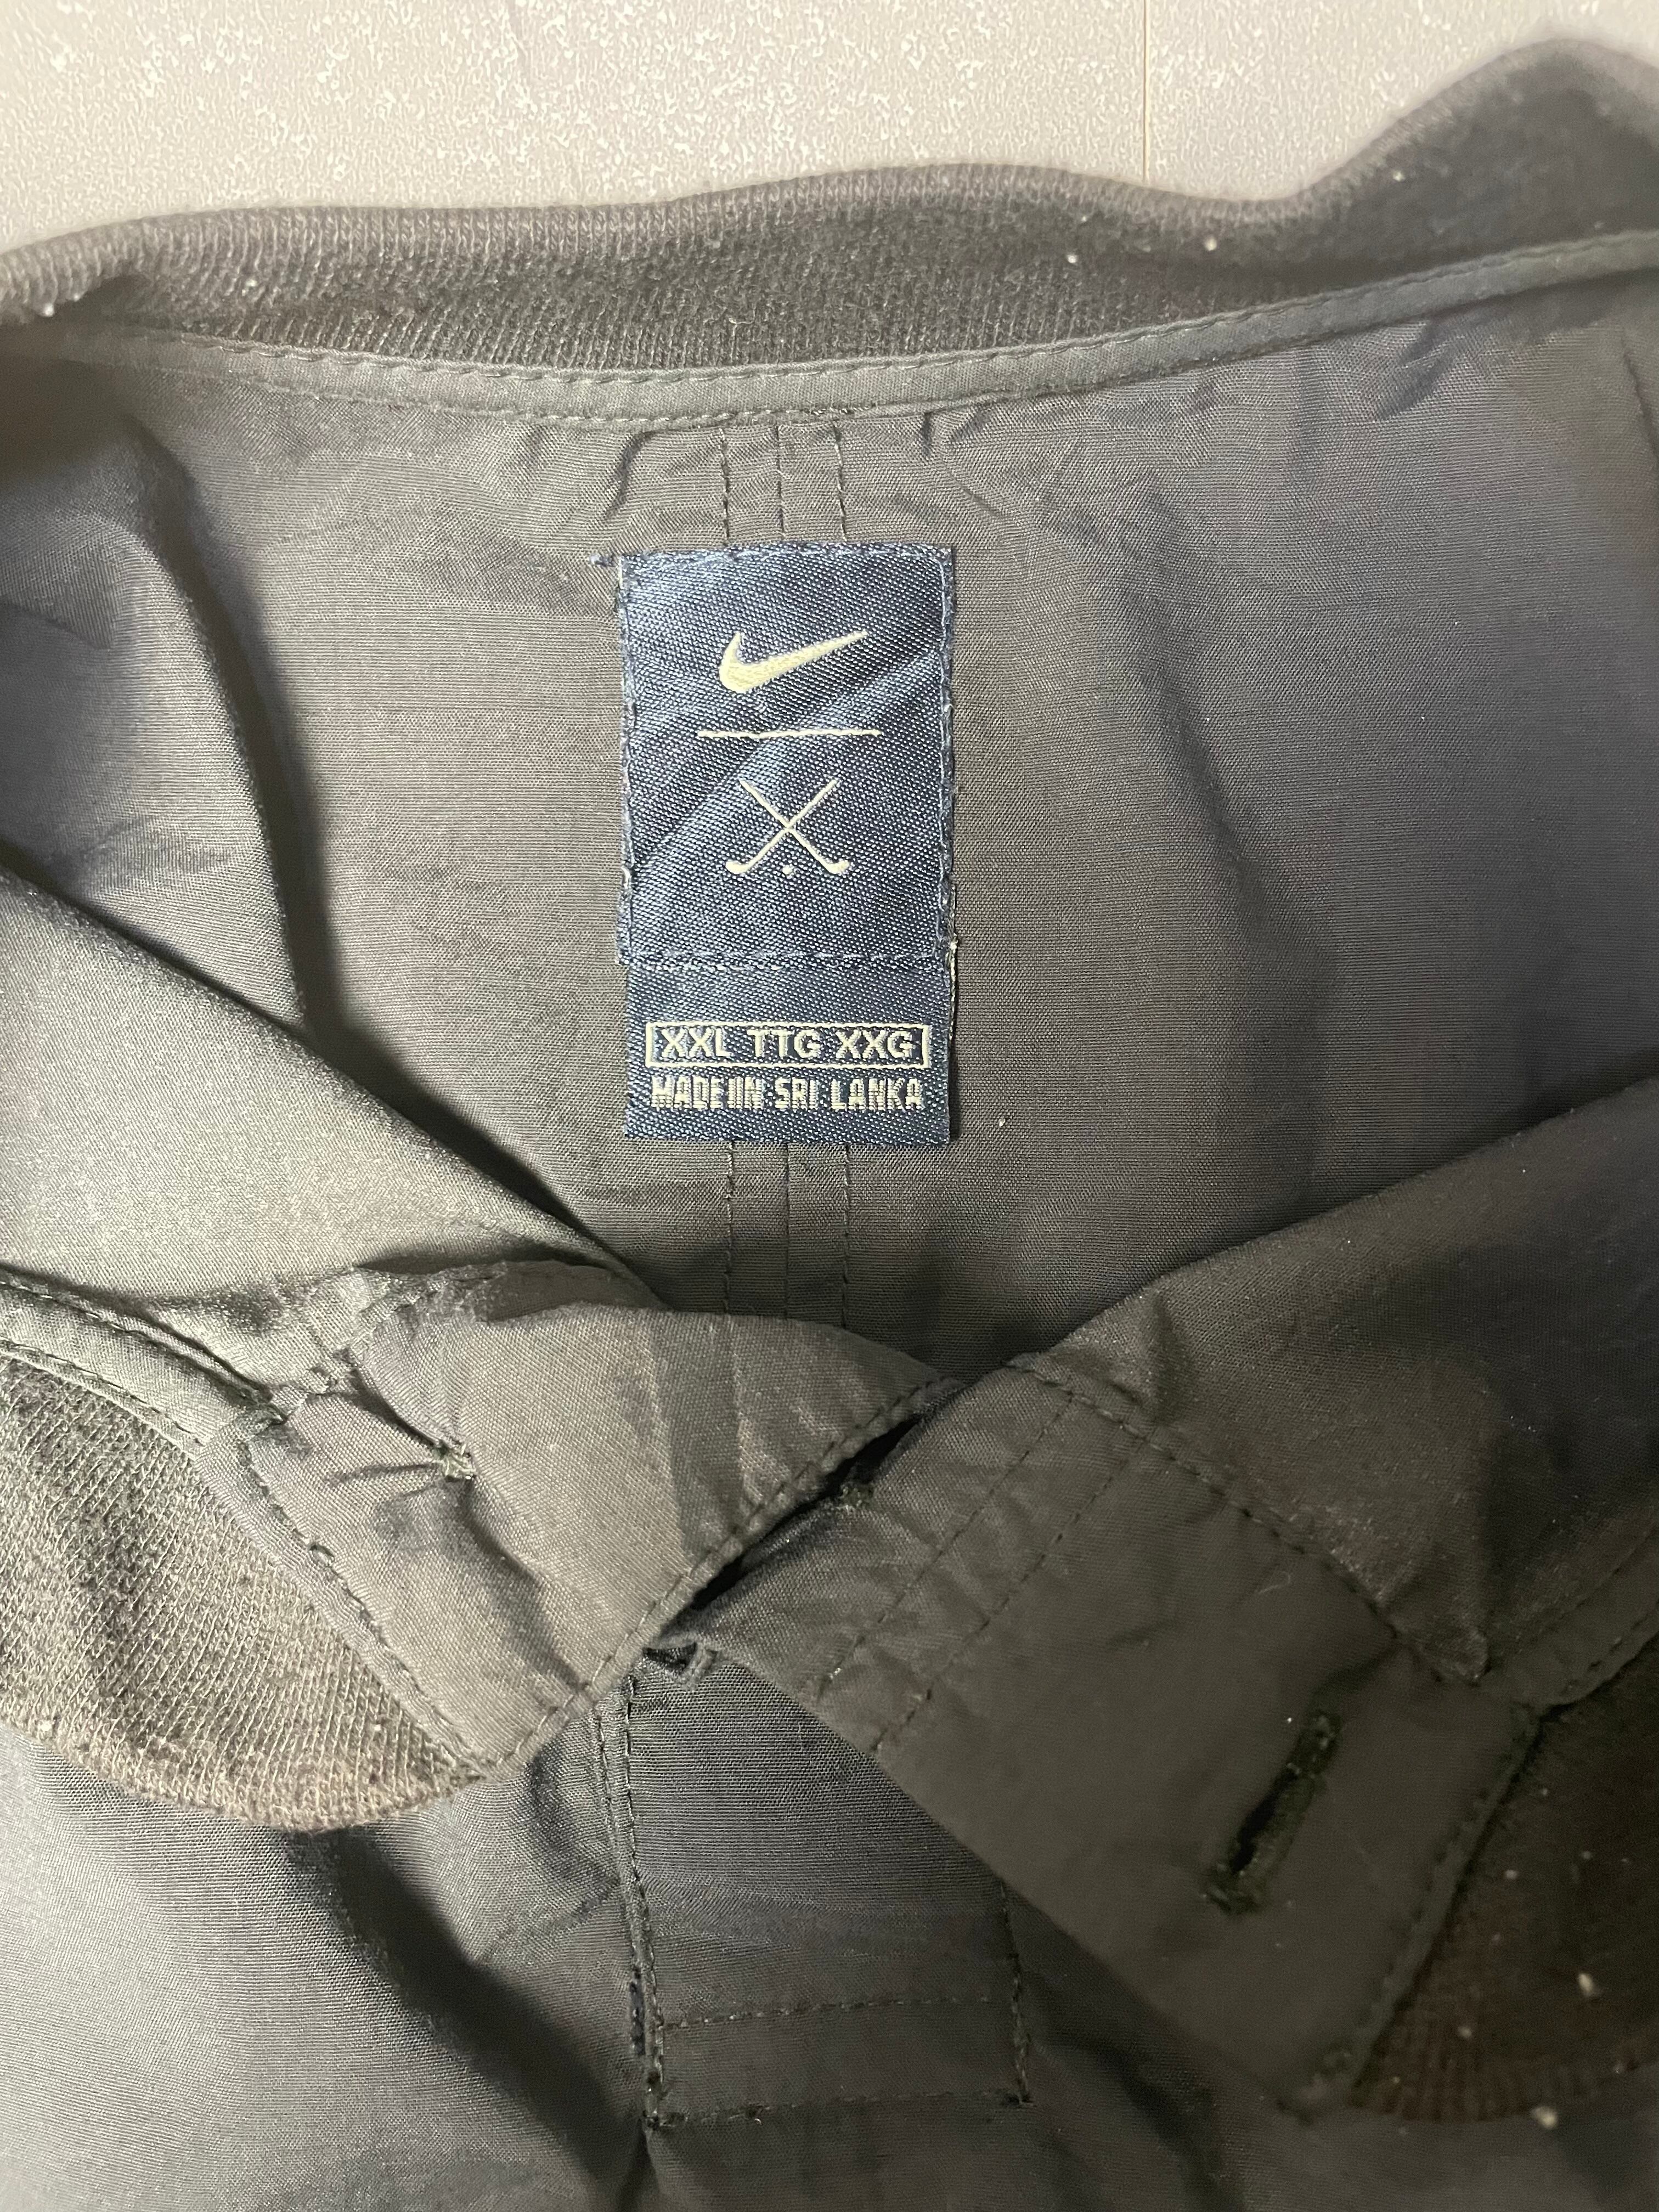 XXL TTG XXG
MADE IN SRI LANKA